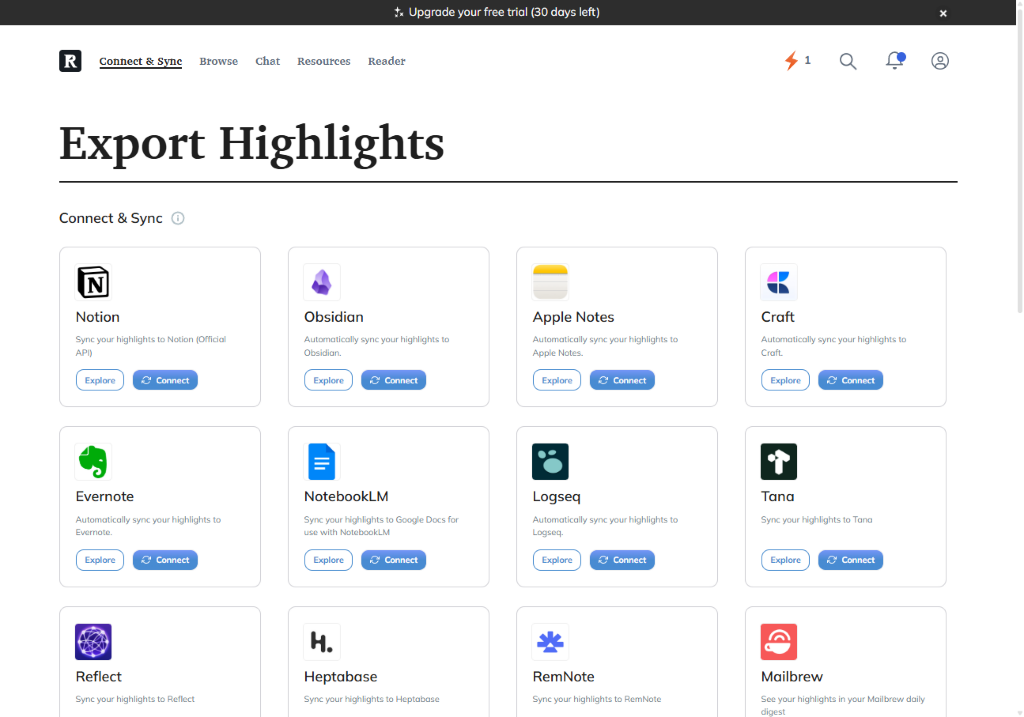 Upgrade your free trial (30 days left)
R
Connect & Sync
Browse
Chat
Resources
Reader
1
Export Highlights
Connect & Sync
Notion
Sync your highlights to Notion (Official
API)
Explore
Connect
Obsidian
Automatically sync your highlights to
Obsidian.
Explore
Connect
Apple Notes
Automatically sync your highlights to
Apple Notes.
Explore
Connect
Craft
Automatically sync your highlights to
Craft.
Explore
Connect
Evernote
Automatically sync your highlights to
Evernote.
Explore
Connect
NotebookLM
Sync your highlights to Google Docs for
use with NotebookLM
Explore
Connect
Logseq
Automatically sync your highlights to
Logseq.
Explore
Connect
Tana
Sync your highlights to Tana
Explore
Connect
Reflect
Sync your highlights to Reflect
H.
Heptabase
Sync your highlights to Heptabase
RemNote
Sync your highlights to RemNote
Mailbrew
See your highlights in your Mailbrew daily
digest